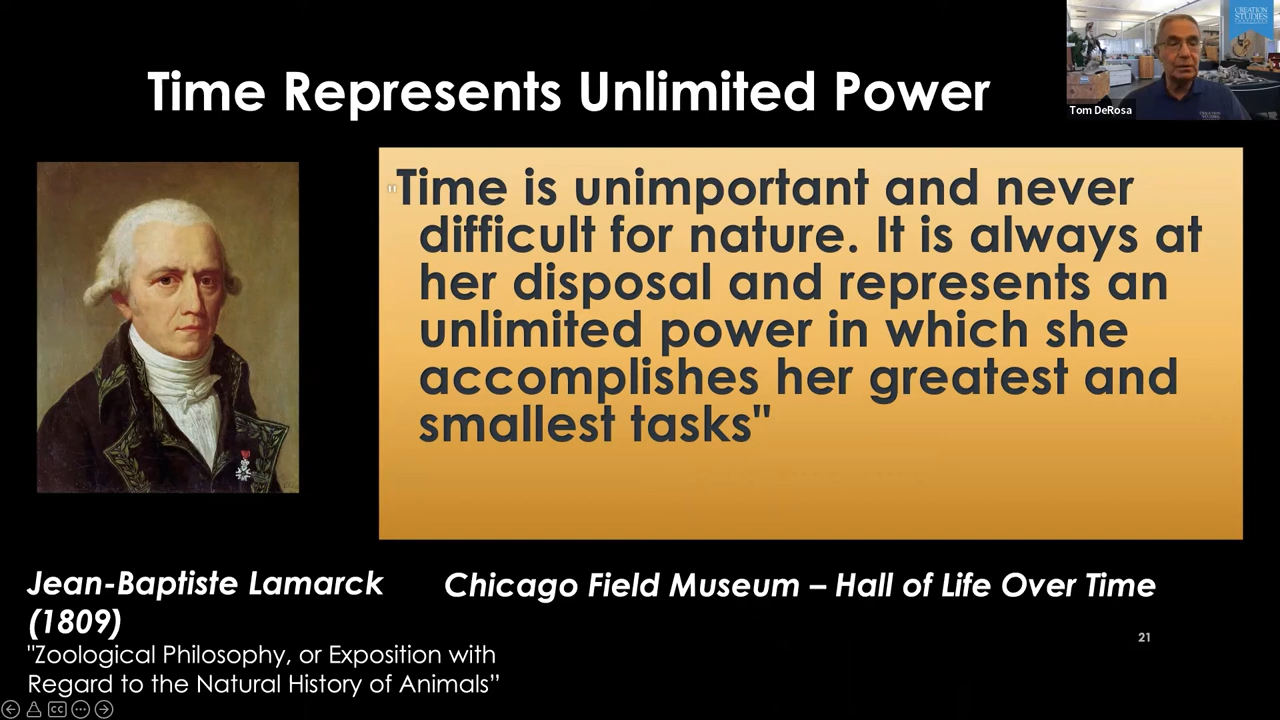 CREATION
STUDIES
Tom DeRosa
Time Represents Unlimited Power
"Time is unimportant and never
difficult for nature. It is always at
her disposal and represents an
unlimited power in which she
accomplishes her greatest and
smallest tasks"
Jean-Baptiste Lamarck
(1809)
"Zoological Philosophy, or Exposition with
Regard to the Natural History of Animals”
Chicago Field Museum – Hall of Life Over Time
21
CC